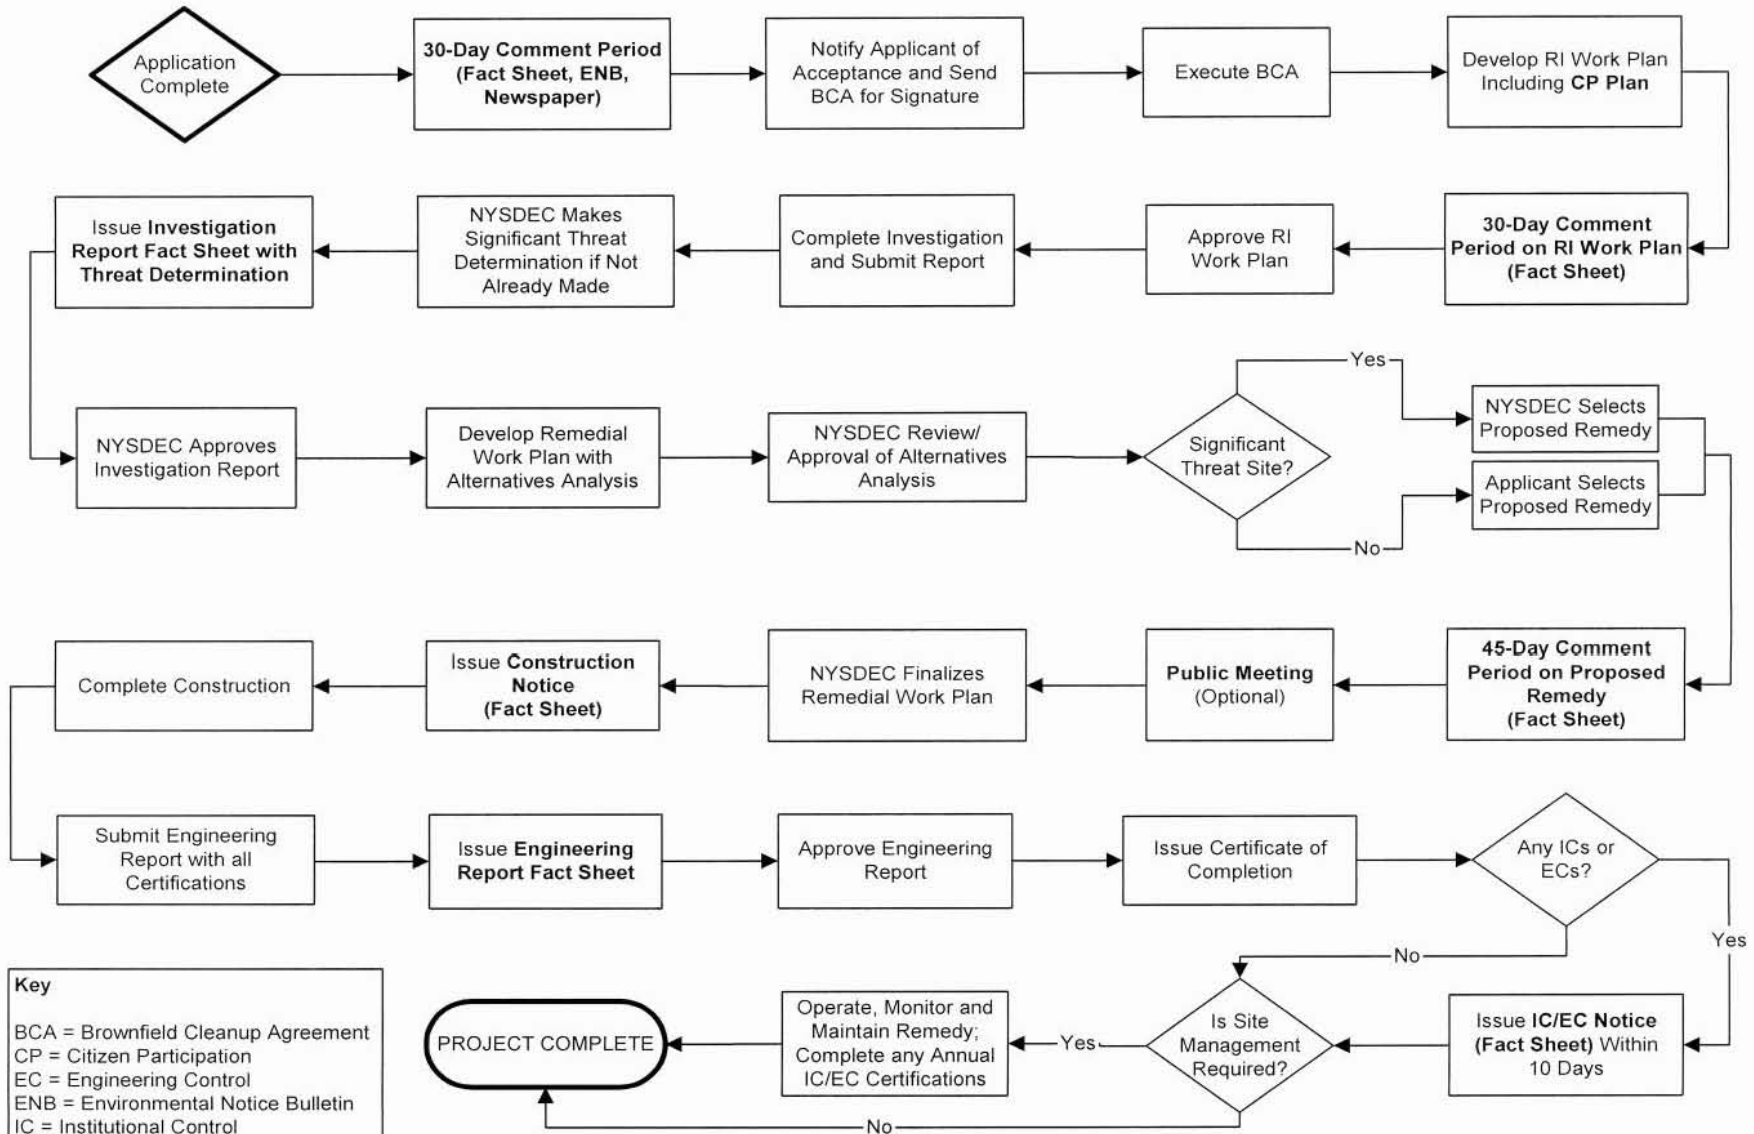 Application
Complete
30-Day Comment Period
(Fact Sheet, ENB,
Newspaper)
Notify Applicant of
Acceptance and Send
BCA for Signature
Execute BCA
Develop RI Work Plan
Including CP Plan
Issue Investigation
Report Fact Sheet with
Threat Determination
NYSDEC Makes
Significant Threat
Determination if Not
Already Made
Complete Investigation
and Submit Report
Approve RI
Work Plan
30-Day Comment
Period on RI Work Plan
(Fact Sheet)
NYSDEC Approves
Investigation Report
Develop Remedial
Work Plan with
Alternatives Analysis
NYSDEC Review/
Approval of Alternatives
Analysis
Significant
Threat Site?
Yes
No
NYSDEC Selects
Proposed Remedy
Applicant Selects
Proposed Remedy
Complete Construction
Issue Construction
Notice
(Fact Sheet)
NYSDEC Finalizes
Remedial Work Plan
Public Meeting
(Optional)
45-Day Comment
Period on Proposed
Remedy
(Fact Sheet)
Submit Engineering
Report with all
Certifications
Issue Engineering
Report Fact Sheet
Approve Engineering
Report
Issue Certificate of
Completion
Any ICs or
ECs?
Yes
No
Key
BCA = Brownfield Cleanup Agreement
CP = Citizen Participation
EC = Engineering Control
ENB = Environmental Notice Bulletin
IC = Institutional Control
PROJECT COMPLETE
Operate, Monitor and
Maintain Remedy;
Complete any Annual
IC/EC Certifications
Yes
Is Site
Management
Required?
Issue IC/EC Notice
(Fact Sheet) Within
10 Days
No